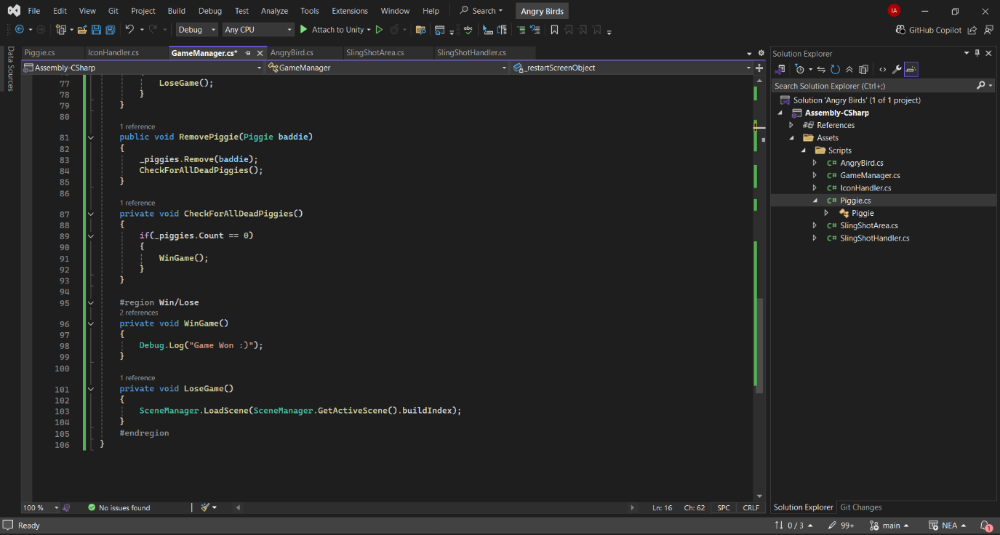 File Edit View Git Project Build Debug Test Analyze Tools Extensions Window Help Search Angry Birds IA
Debug Any CPU Attach to Unity GitHub Copilot
Data Sources
Piggie.cs IconHandler.cs GameManager.cs* AngryBird.cs SlingShotArea.cs SlingShotHandler.cs
Assembly-CSharp GameManager _restartScreenObject
77 LoseGame();
78 }
79 }
80
1 reference
81 public void RemovePiggie(Piggie baddie)
82 {
83 _piggies.Remove(baddie);
84 CheckForAllDeadPiggies();
85 }
86
1 reference
87 private void CheckForAllDeadPiggies()
88 {
89 if(_piggies.Count == 0)
90 {
91 WinGame();
92 }
93 }
94
95 #region Win/Lose
2 references
96 private void WinGame()
97 {
98 Debug.Log("Game Won :)");
99 }
100
1 reference
101 private void LoseGame()
102 {
103 SceneManager.LoadScene(SceneManager.GetActiveScene().buildIndex);
104 }
105 #endregion
106 }
100 % No issues found Ln: 16 Ch: 62 SPC CRLF
Solution Explorer
Search Solution Explorer (Ctrl+;)
Solution 'Angry Birds' (1 of 1 project)
Assembly-CSharp
References
Assets
Scripts
C# AngryBird.cs
C# GameManager.cs
C# IconHandler.cs
C# Piggie.cs
Piggie
C# SlingShotArea.cs
C# SlingShotHandler.cs
Solution Explorer Git Changes
Ready 0 / 3 99+ main NEA 1